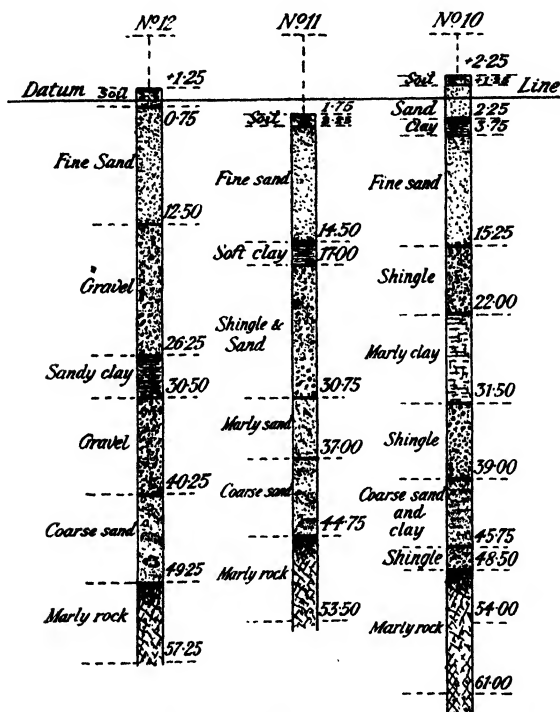 Nº12
+1·25
Datum
Soil
0·75
Fine Sand
12·50
Gravel
26·25
Sandy clay
30·50
Gravel
40·25
Coarse sand
49·25
Marly rock
57·25
Nº11
1·75
Soil
Fine sand
14·50
Soft clay
17·00
Shingle &
Sand
30·75
Marly sand
37·00
Coarse sand
44·75
Marly rock
53·50
Nº10
+2·25
Soil
Line
Sand
2·25
Clay
3·75
Fine sand
15·25
Shingle
22·00
Marly clay
31·50
Shingle
39·00
Coarse sand
and
clay
45·75
Shingle
48·50
54·00
Marly rock
61·00